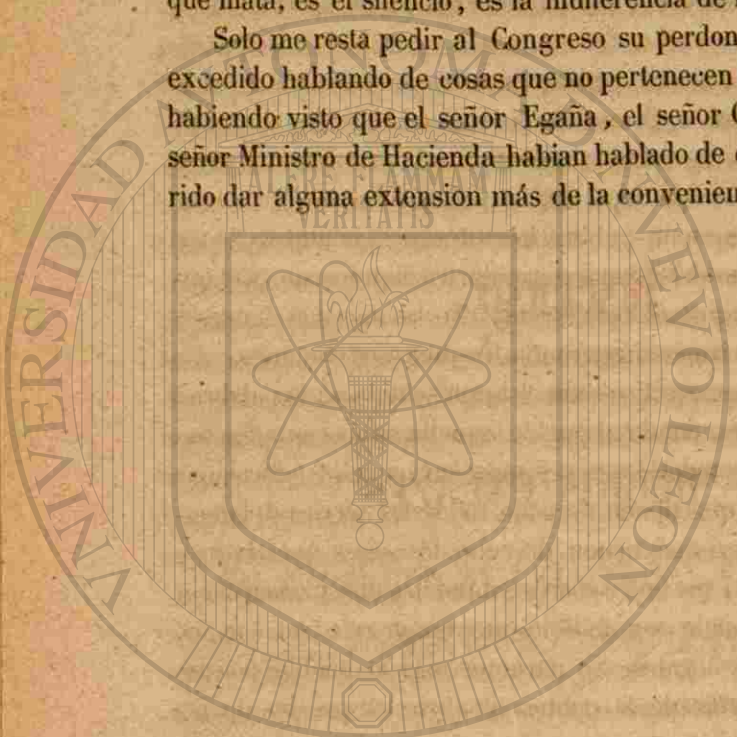 que mata, es el silencio, es la indiferencia de
Solo me resta pedir al Congreso su perdon
excedido hablando de cosas que no pertenecen
habiendo visto que el señor Egaña, el señor
señor Ministro de Hacienda habian hablado de
rido dar alguna extension más de la convenien
UNIVERSIDAD AUTONOMA DE NUEVO LEON
VERITATIS